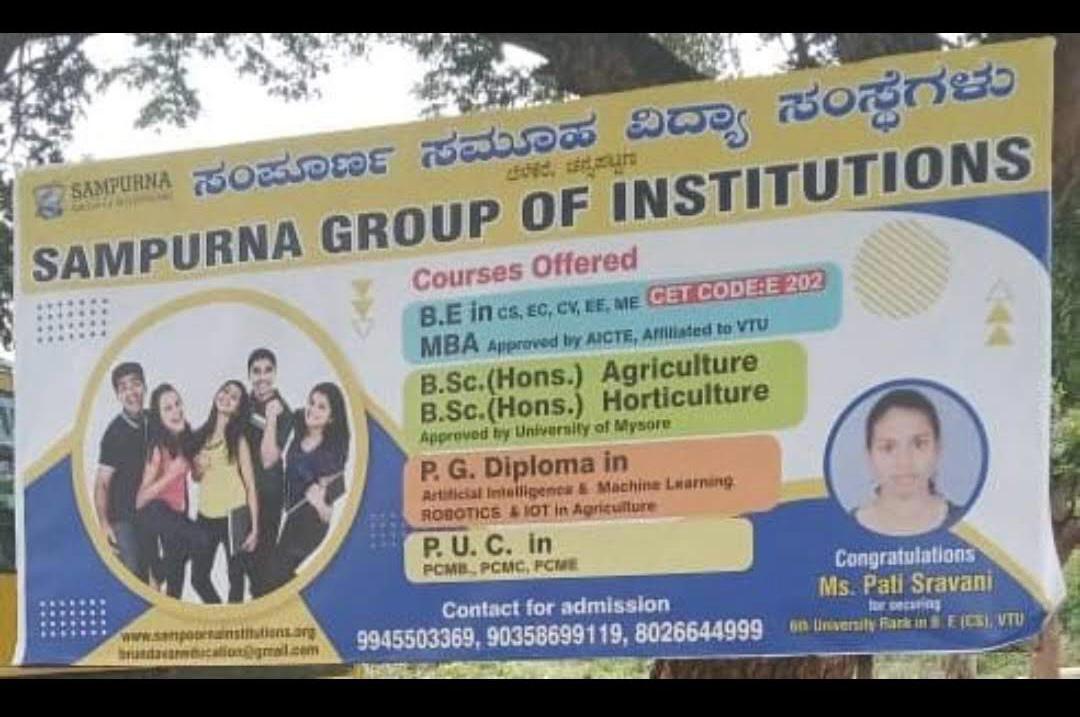 ಸಂಪೂರ್ಣ ಸಮೂಹ ವಿದ್ಯಾ ಸಂಸ್ಥೆಗಳು
ಬೆಳೆಕೆರೆ, ಚನ್ನಪಟ್ಟಣ
SAMPURNA
SAMPURNA GROUP OF INSTITUTIONS
Courses Offered
B.E in CS, EC, CV, EE, ME CET CODE:E 202
MBA Approved by AICTE, Affiliated to VTU
B.Sc.(Hons.) Agriculture
B.Sc.(Hons.) Horticulture
Approved by University of Mysore
P. G. Diploma in
Artificial Intelligence & Machine Learning
ROBOTICS & IOT in Agriculture
P. U. C. in
PCMB., PCMC, PCME
Contact for admission
9945503369, 90358699119, 8026644999
www.sampoornainstitutions.org
brundavaneducation@gmail.com
Congratulations
Ms. Pati Sravani
for securing
6th University Rank in B. E (CS), VTU